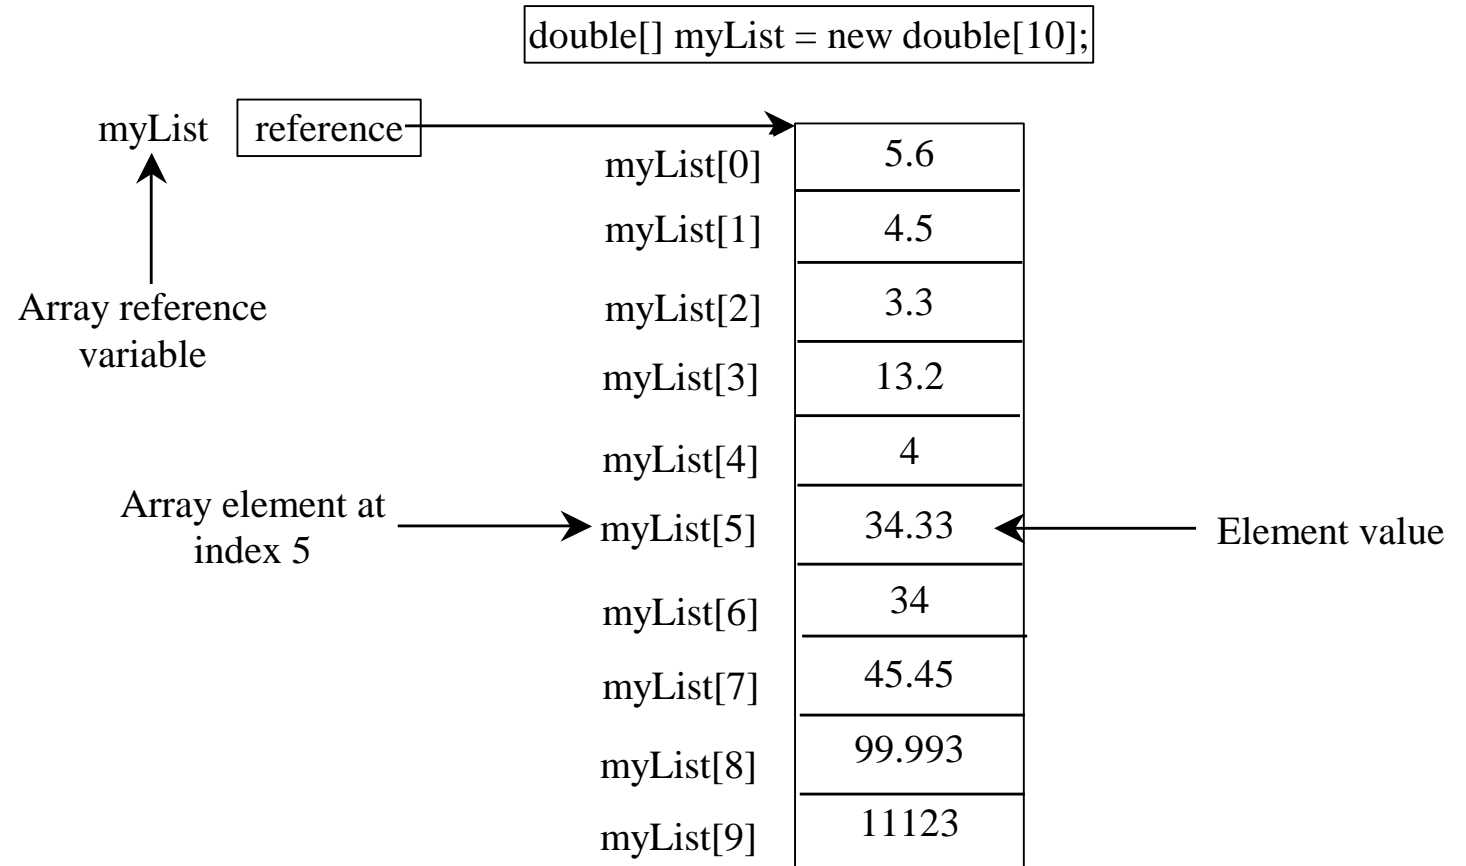 double[] myList = new double[10];
myList reference
myList[0] 5.6
myList[1] 4.5
Array reference
variable
myList[2] 3.3
myList[3] 13.2
myList[4] 4
Array element at
index 5
myList[5] 34.33
Element value
myList[6] 34
myList[7] 45.45
myList[8] 99.993
myList[9] 11123